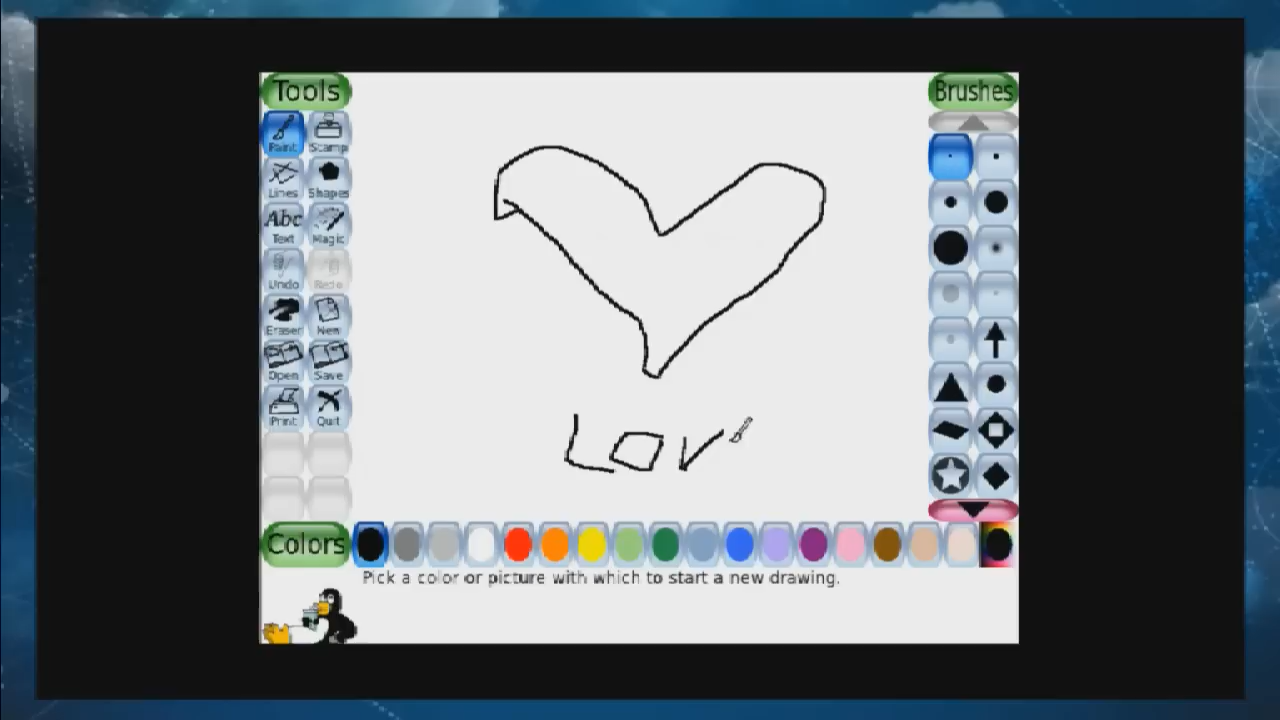 Tools
Brushes
Paint Stamp
Lines Shapes
Abc
Text Magic
Undo Redo
Eraser New
Open Save
Print Quit
LOV
Colors
Pick a color or picture with which to start a new drawing.